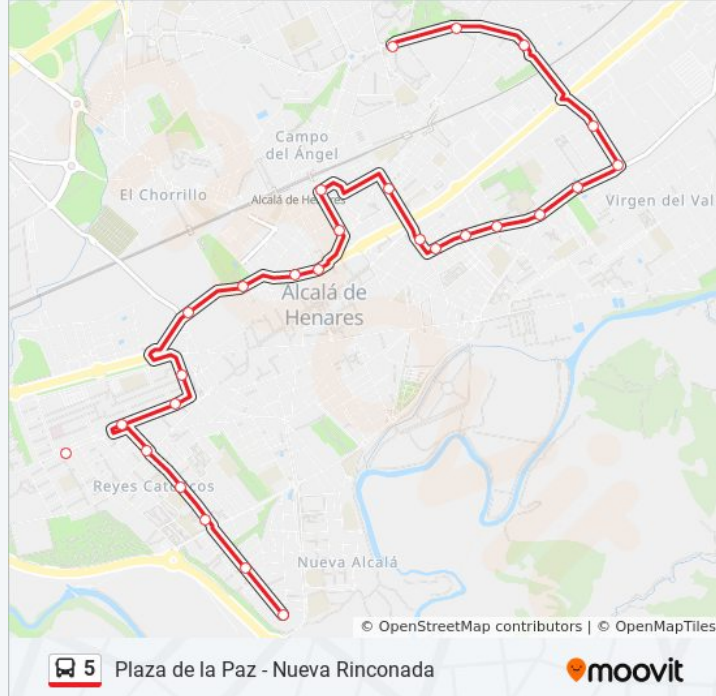 Campo
del Ángel
El Chorrillo
Alcalá de Henares
Virgen del Val
Alcalá de
Henares
Reyes Católicos
Nueva Alcalá
© OpenStreetMap contributors | © OpenMapTiles
5 Plaza de la Paz - Nueva Rinconada
moovit